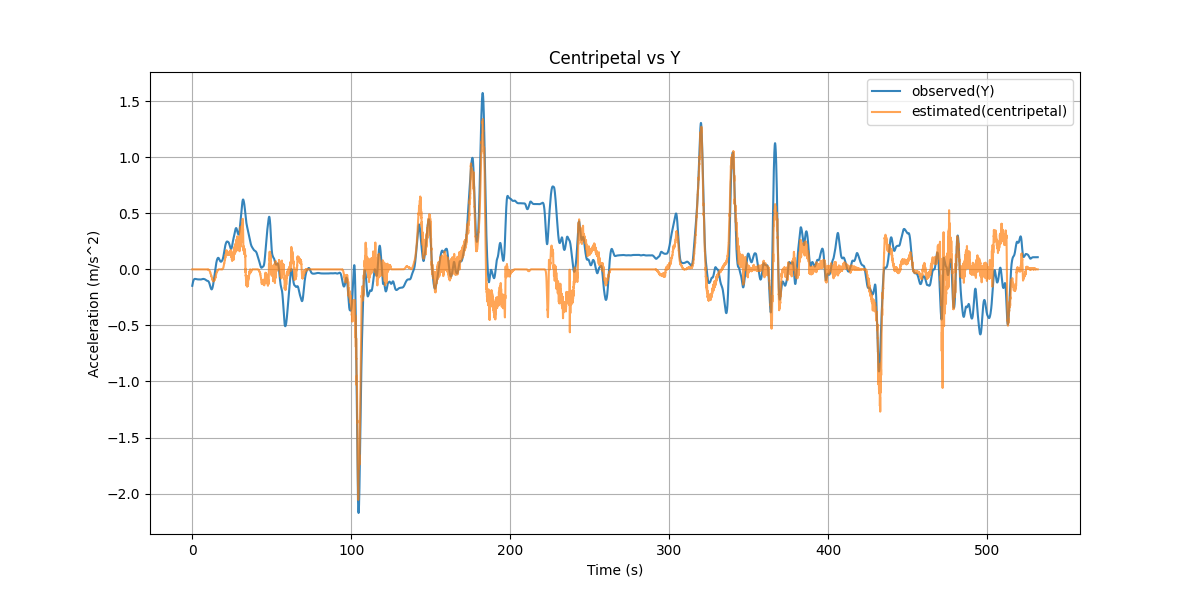 Centripetal vs Y
observed(Y)
estimated(centripetal)
Acceleration (m/s^2)
1.5
1.0
0.5
0.0
−0.5
−1.0
−1.5
−2.0
0
100
200
300
400
500
Time (s)